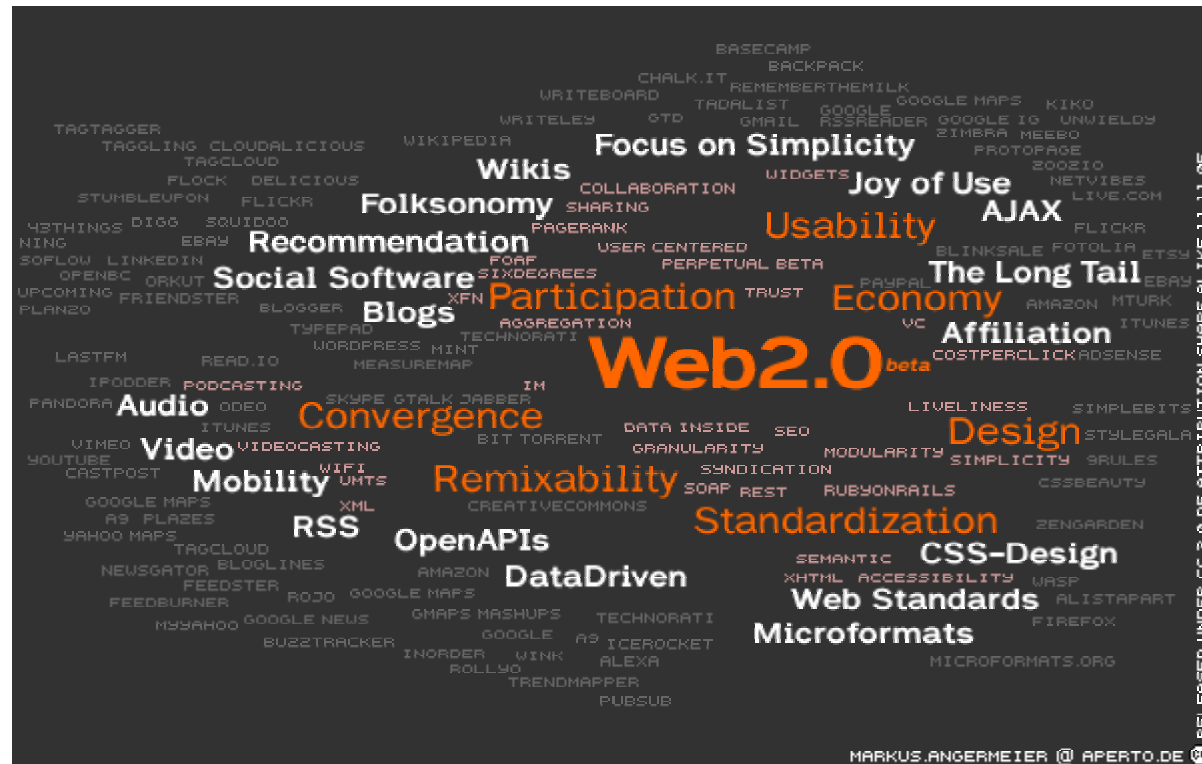 BASECAMP
BACKPACK
CHALK.IT
REMEMBERTHEMILK
WRITEBOARD
TADALIST
GOOGLE MAPS
KIKO
GOOGLE
RSSREADER
WRITELEY
GTD
GMAIL
GOOGLE IG
UNWIELDY
TAGTAGGER
ZIMBRA
MEEBO
WIKIPEDIA
Focus on Simplicity
TAGGLING
CLOUDALICIOUS
PROTOPAGE
TAGCLOUD
Wikis
WIDGETS
ZOOZIO
FLOCK
DELICIOUS
COLLABORATION
Joy of Use
NETVIBES
STUMBLEUPON
FLICKR
Folksonomy
SHARING
LIVE.COM
AJAX
43THINGS
DIGG
SQUIDOO
PAGERANK
Usability
FLICKR
NING
EBAY
Recommendation
USER CENTERED
BLINKSALE
FOTOLIA
ETSY
SOFLOW
LINKEDIN
FOAF
PERPETUAL BETA
OPENBC
ORKUT
Social Software
SIXDEGREES
The Long Tail
PAYPAL
EBAY
UPCOMING
FRIENDSTER
XFN
Participation
TRUST
Economy
AMAZON
MTURK
PLANZO
BLOGGER
Blogs
AGGREGATION
VC
ITUNES
TYPEPAD
TECHNORATI
Affiliation
WORDPRESS
MINT
LASTFM
READ.IO
MEASUREMAP
Web2.0 beta
COSTPERCLICK
ADSENSE
IPODDER
PODCASTING
IM
PANDORA
Audio
ODEO
SKYPE
GTALK
JABBER
LIVELINESS
SIMPLEBITS
ITUNES
Convergence
DATA INSIDE
SEO
Design
STYLEGALA
VIMEO
Video
VIDEOCASTING
BIT TORRENT
GRANULARITY
MODULARITY
SIMPLICITY
9RULES
YOUTUBE
CASTPOST
WIFI
SYNDICATION
Mobility
UMTS
Remixability
SOAP
REST
RUBYONRAILS
CSSBEAUTY
GOOGLE MAPS
XML
CREATIVECOMMONS
A9
PLAZES
RSS
Standardization
ZENGARDEN
YAHOO MAPS
TAGCLOUD
OpenAPIs
NEWSGATOR
BLOGLINES
SEMANTIC
CSS-Design
FEEDSTER
AMAZON
DataDriven
XHTML
ACCESSIBILITY
WASP
FEEDBURNER
ROJO
GOOGLE MAPS
Web Standards
ALISTAPART
MYYAHOO
GOOGLE NEWS
GMAPS MASHUPS
TECHNORATI
FIREFOX
BUZZTRACKER
GOOGLE
A9
ICEROCKET
Microformats
INORDER
WINK
ALEXA
MICROFORMATS.ORG
ROLLYO
TRENDMAPPER
PUBSUB
MARKUS.ANGERMEIER @ APERTO.DE